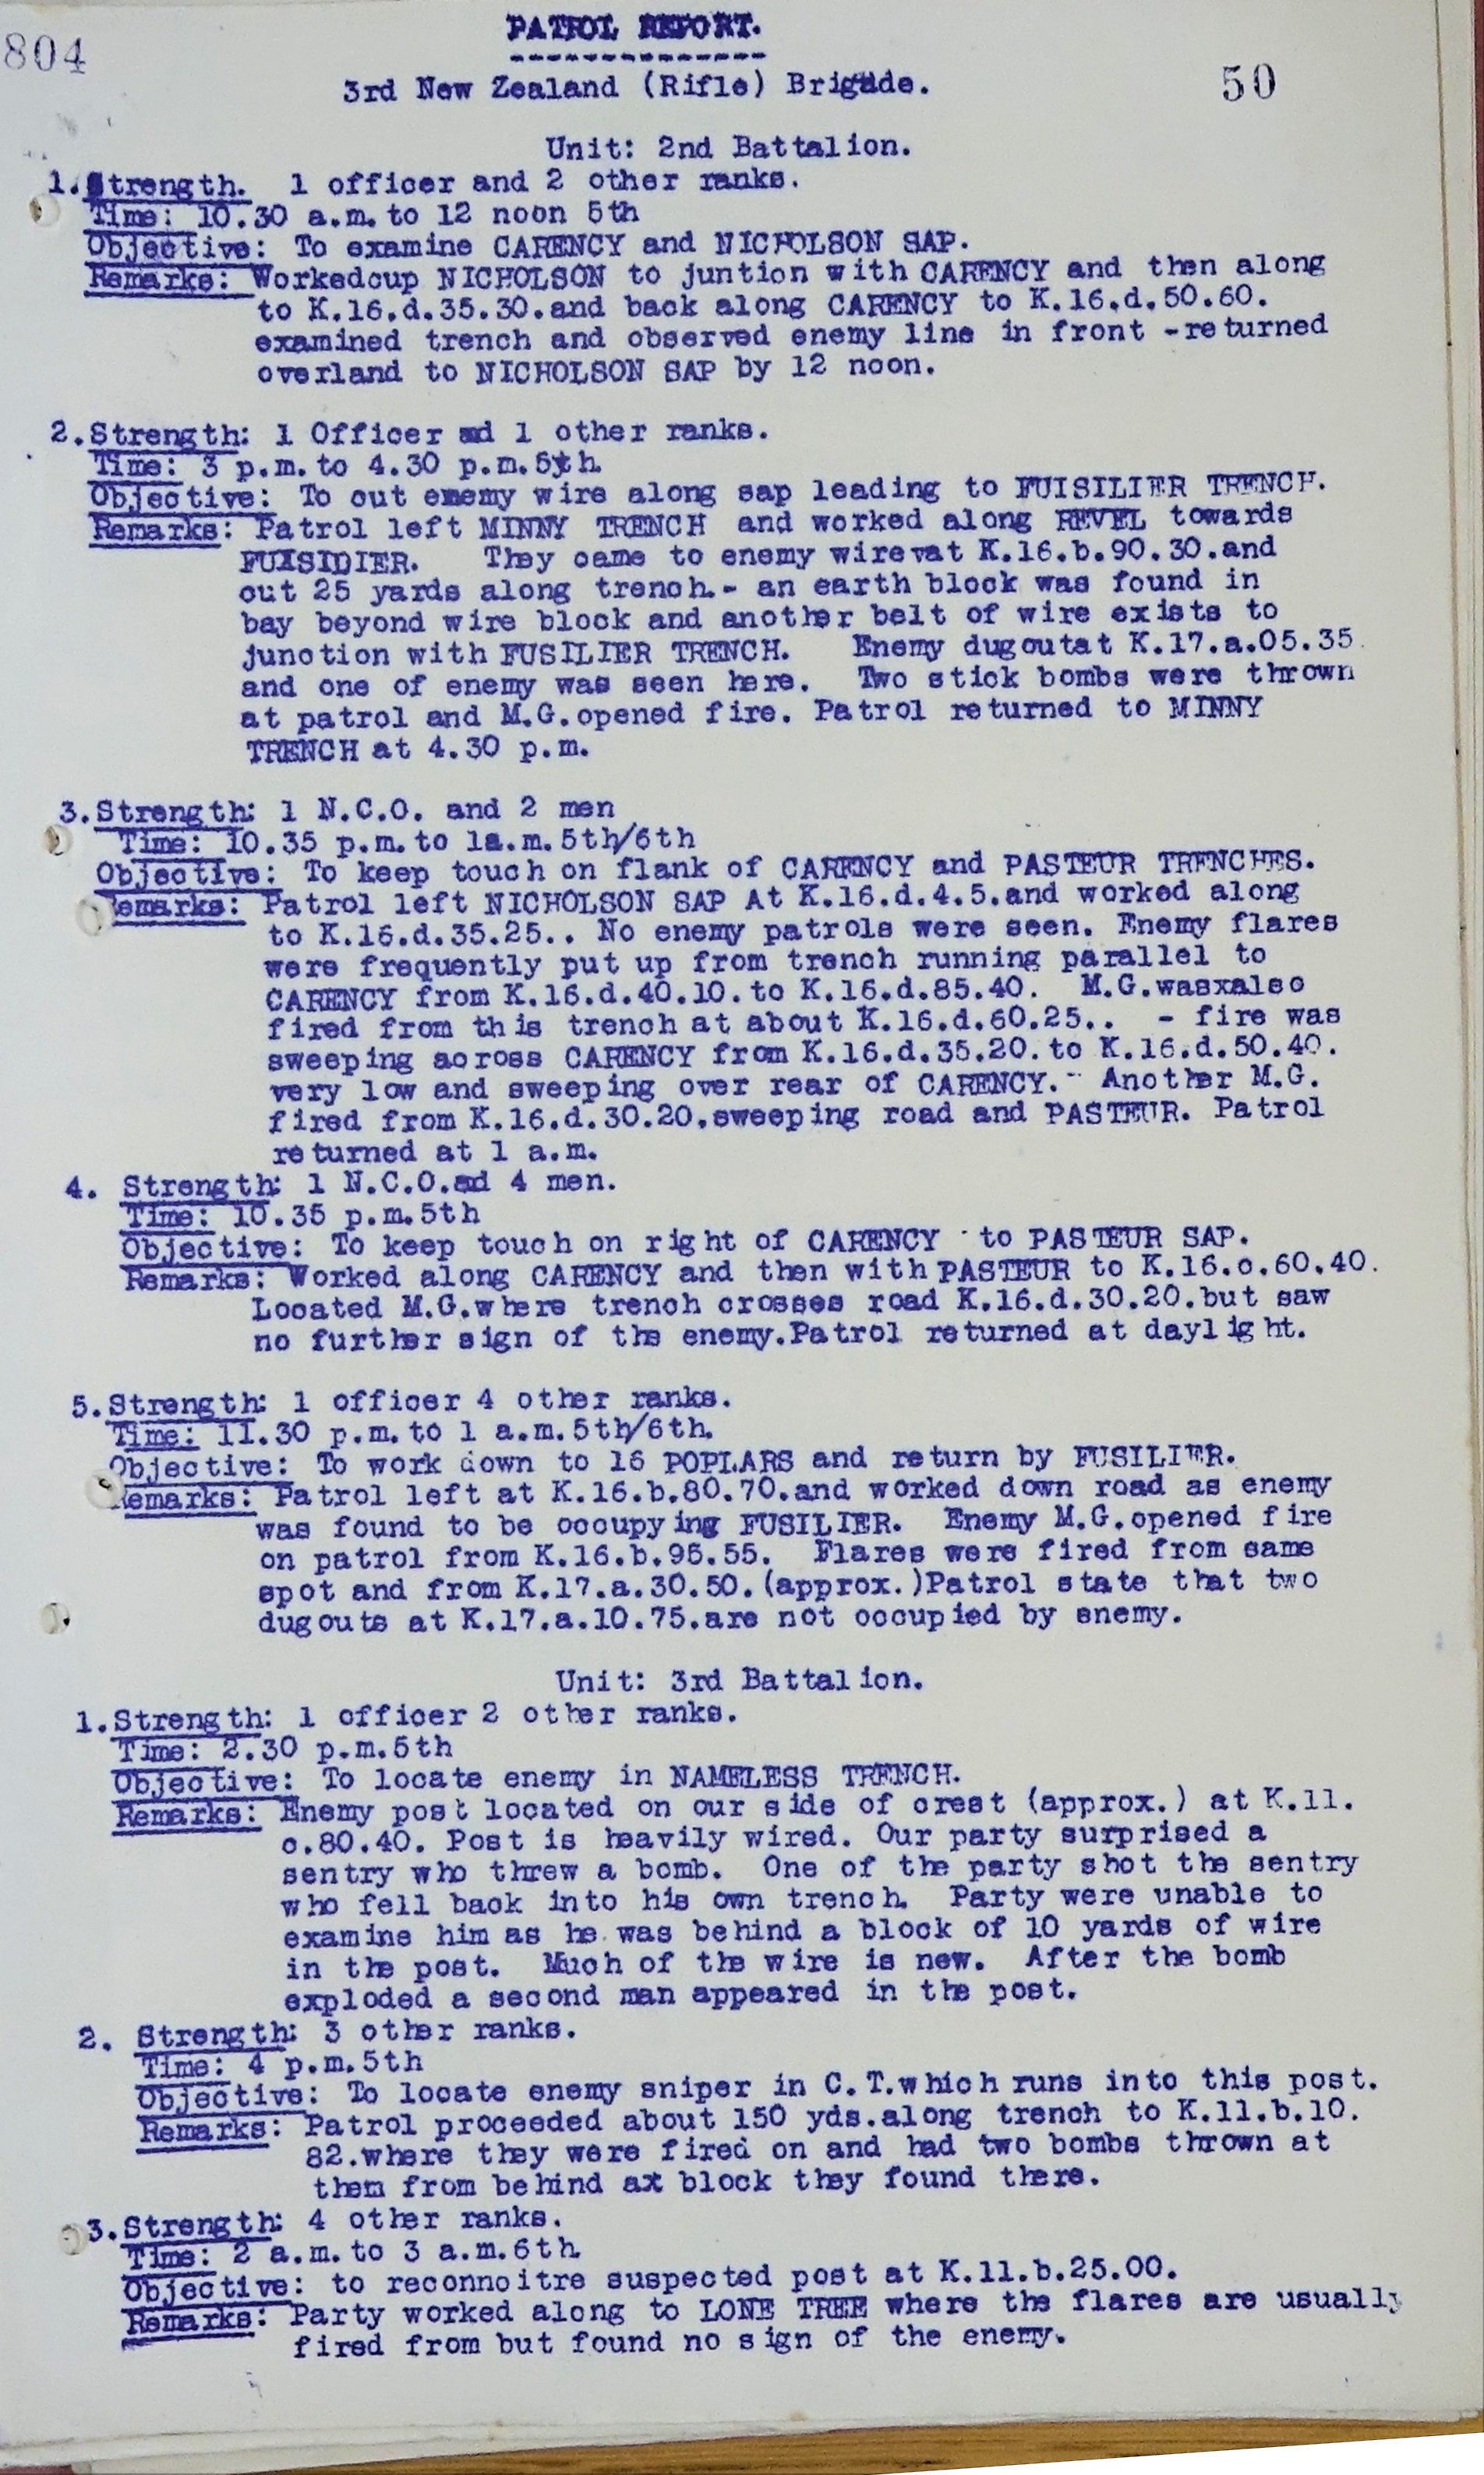 PATROL REPORT.
804
3rd New Zealand (Rifle) Brigade.
50
Unit: 2nd Battalion.
1. Strength. 1 officer and 2 other ranks.
Time: 10.30 a.m. to 12 noon 5th
Objective: To examine CARENCY and NICHOLSON SAP.
Remarks: Workedcup NICHOLSON to juntion with CARENCY and then along
to K.16.d.35.30.and back along CARENCY to K.16.d.50.60.
examined trench and observed enemy line in front -returned
overland to NICHOLSON SAP by 12 noon.
2. Strength: 1 Officer ad 1 other ranks.
Time: 3 p.m. to 4.30 p.m. 5th
Objective: To cut enemy wire along sap leading to FUISILIER TRENCH.
Remarks: Patrol left MINNY TRENCH and worked along REVEL towards
FUISIDIER. They came to enemy wirevat K.16.b.90.30.and
cut 25 yards along trench.- an earth block was found in
bay beyond wire block and another belt of wire exists to
junction with FUSILIER TRENCH. Enemy dugoutat K.17.a.05.35.
and one of enemy was seen here. Two stick bombs were thrown
at patrol and M.G.opened fire. Patrol returned to MINNY
TRENCH at 4.30 p.m.
3. Strength: 1 N.C.O. and 2 men
Time: 10.35 p.m. to 1a.m. 5th/6th
Objective: To keep touch on flank of CARENCY and PASTEUR TRENCHES.
Remarks: Patrol left NICHOLSON SAP At K.16.d.4.5.and worked along
to K.16.d.35.25.. No enemy patrols were seen. Enemy flares
were frequently put up from trench running parallel to
CARENCY from K.16.d.40.10.to K.16.d.85.40. M.G.wasxalso
fired from this trench at about K.16.d.60.25.. - fire was
sweeping across CARENCY from K.16.d.35.20.to K.16.d.50.40.
very low and sweeping over rear of CARENCY.- Another M.G.
fired from K.16.d.30.20.sweeping road and PASTEUR. Patrol
returned at 1 a.m.
4. Strength: 1 N.C.O.ad 4 men.
Time: 10.35 p.m.5th
Objective: To keep touch on right of CARENCY to PASTEUR SAP.
Remarks: Worked along CARENCY and then with PASTEUR to K.16.c.60.40.
Located M.G.where trench crosses road K.16.d.30.20.but saw
no further sign of the enemy.Patrol returned at daylight.
5. Strength: 1 officer 4 other ranks.
Time: 11.30 p.m. to 1 a.m. 5th/6th.
Objective: To work down to 16 POPLARS and return by FUSILIER.
Remarks: Patrol left at K.16.b.80.70.and worked down road as enemy
was found to be occupying FUSILIER. Enemy M.G.opened fire
on patrol from K.16.b.95.55. Flares were fired from same
spot and from K.17.a.30.50.(approx.)Patrol state that two
dugouts at K.17.a.10.75.are not occupied by enemy.
Unit: 3rd Battalion.
1. Strength: 1 officer 2 other ranks.
Time: 2.30 p.m.5th
Objective: To locate enemy in NAMELESS TRENCH.
Remarks: Enemy post located on our side of crest (approx.) at K.11.
c.80.40. Post is heavily wired. Our party surprised a
sentry who threw a bomb. One of the party shot the sentry
who fell back into his own trench. Party were unable to
examine him as he was behind a block of 10 yards of wire
in the post. Much of the wire is new. After the bomb
exploded a second man appeared in the post.
2. Strength: 3 other ranks.
Time: 4 p.m.5th
Objective: To locate enemy sniper in C.T.which runs into this post.
Remarks: Patrol proceeded about 150 yds.along trench to K.11.b.10.
82.where they were fired on and had two bombs thrown at
them from behind ax block they found there.
3. Strength: 4 other ranks.
Time: 2 a.m. to 3 a.m.6th
Objective: to reconnoitre suspected post at K.11.b.25.00.
Remarks: Party worked along to LONE TREE where the flares are usually
fired from but found no sign of the enemy.